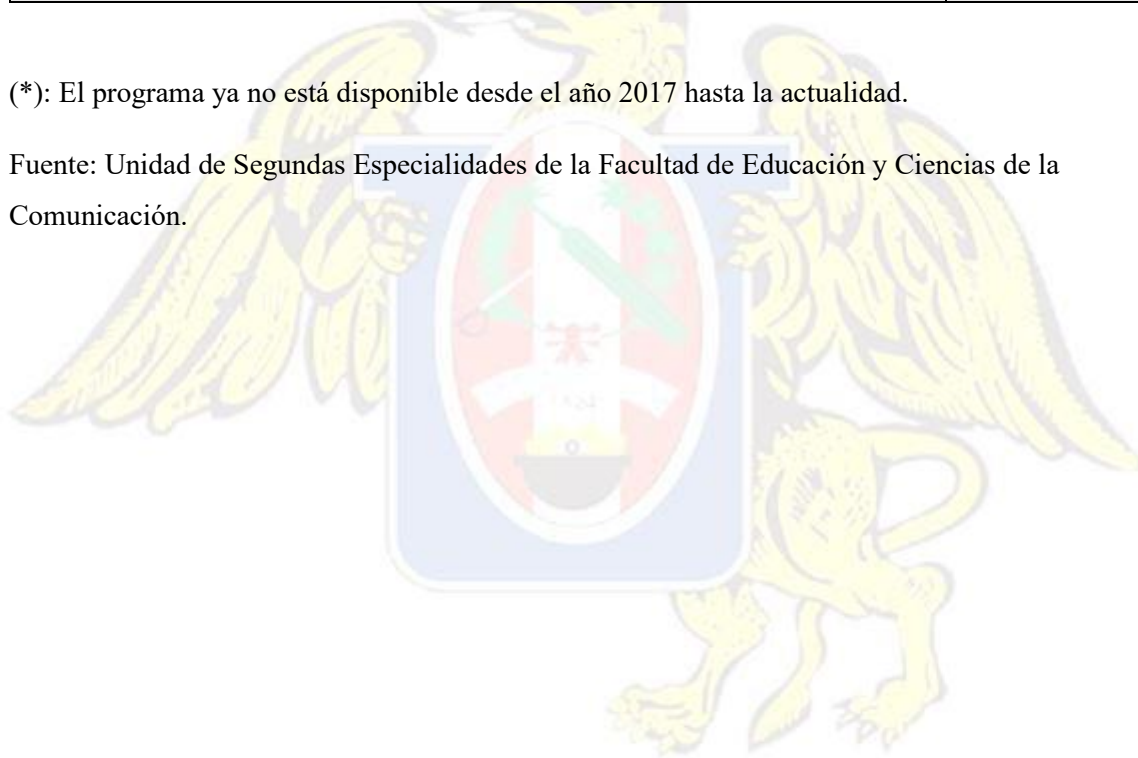 (*): El programa ya no está disponible desde el año 2017 hasta la actualidad.
Fuente: Unidad de Segundas Especialidades de la Facultad de Educación y Ciencias de la
Comunicación.